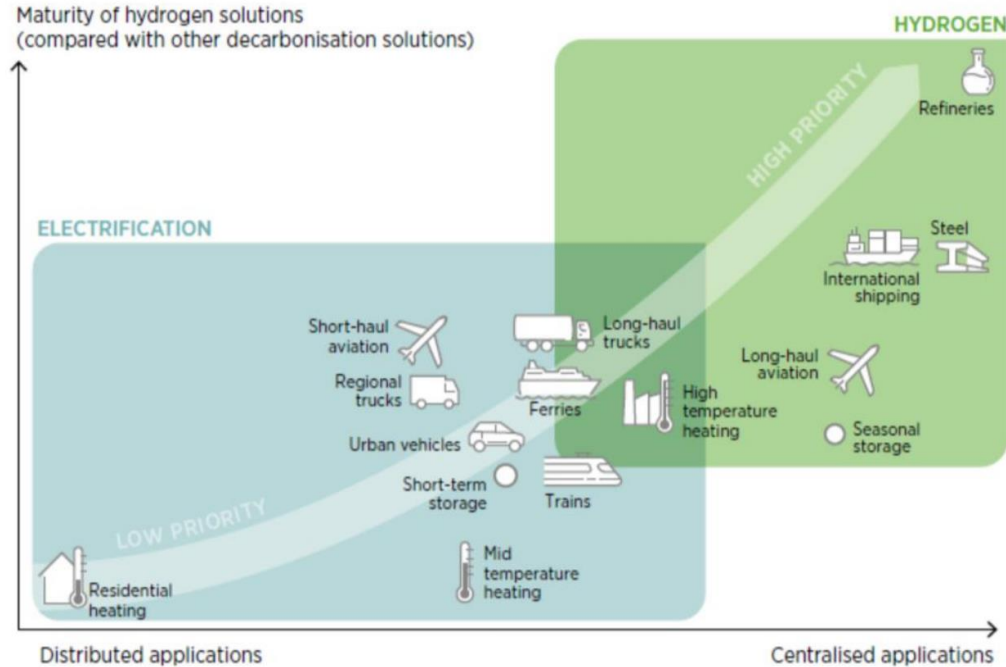 Maturity of hydrogen solutions
(compared with other decarbonisation solutions)
HYDROGEN
Refineries
HIGH PRIORITY
ELECTRIFICATION
Steel
International
shipping
Short-haul
aviation
Long-haul
trucks
Long-haul
aviation
Regional
trucks
Ferries
High
temperature
heating
Urban vehicles
Seasonal
storage
Short-term
storage
Trains
LOW PRIORITY
Mid
temperature
heating
Residential
heating
Distributed applications
Centralised applications